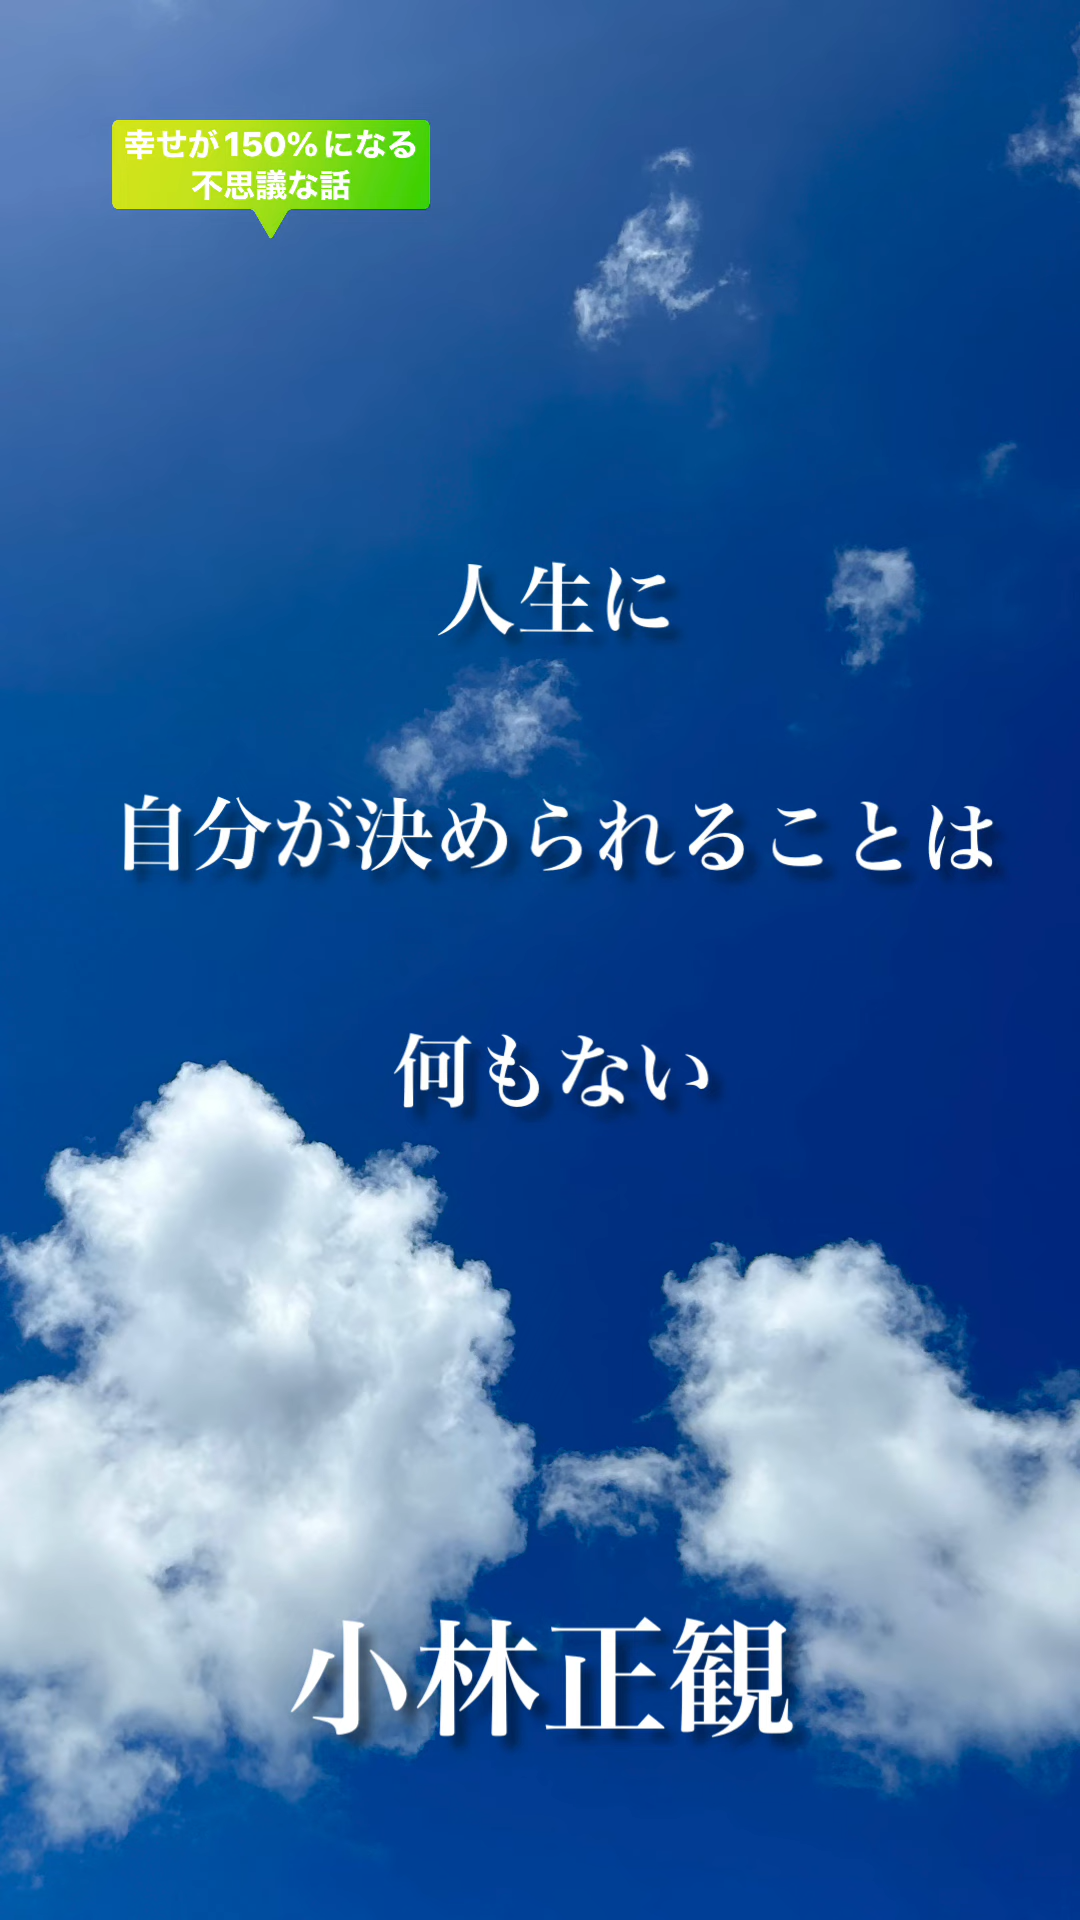 幸せが150%になる
不思議な話
人生に
自分が決められることは
何もない
小林正観